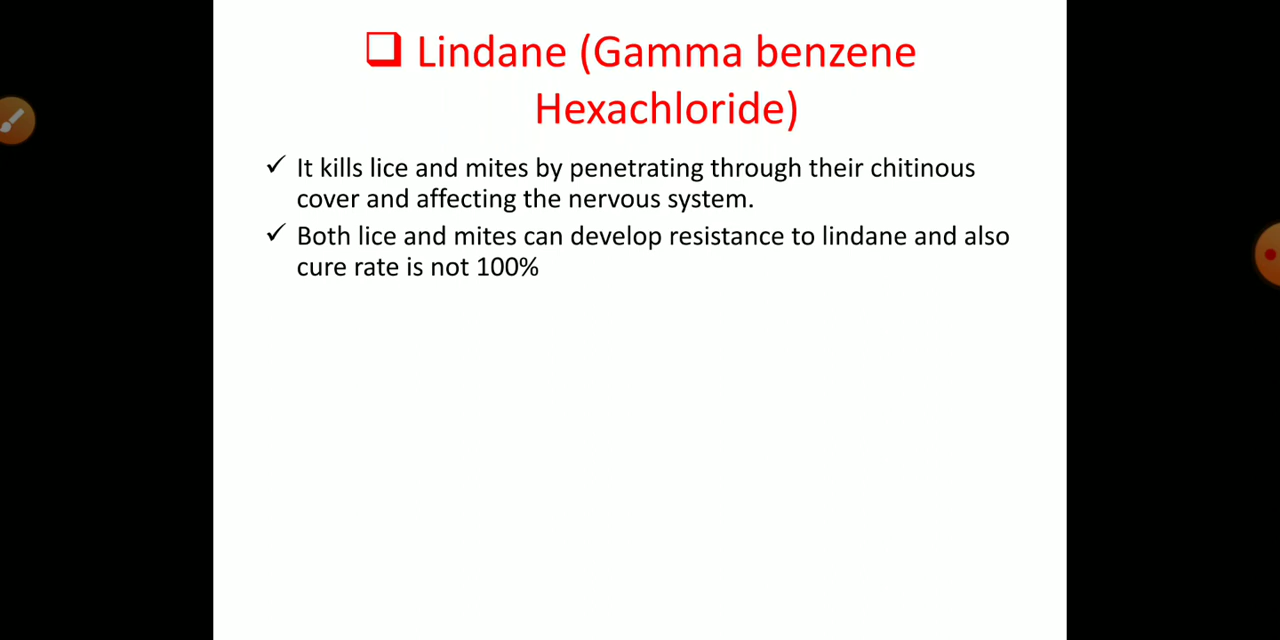 ❑ Lindane (Gamma benzene
Hexachloride)
✓ It kills lice and mites by penetrating through their chitinous
cover and affecting the nervous system.
✓ Both lice and mites can develop resistance to lindane and also
cure rate is not 100%